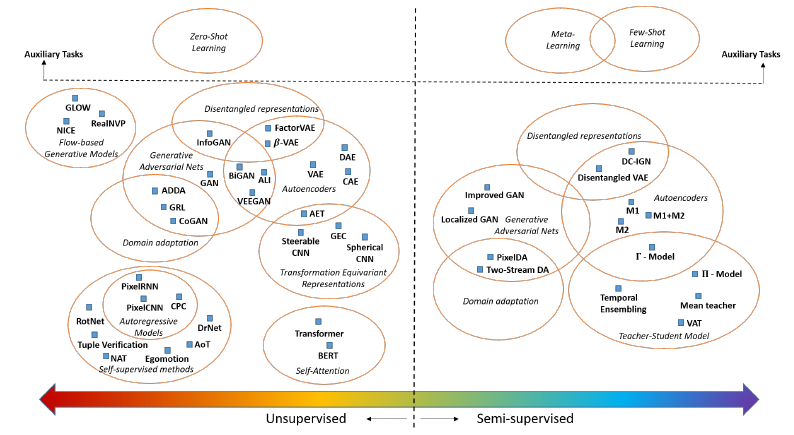 Zero-Shot
Learning
Meta-
Learning
Few-Shot
Learning
Auxiliary Tasks
Auxiliary Tasks
GLOW
RealNVP
NICE
Flow-based
Generative Models
Disentangled representations
FactorVAE
InfoGAN
β-VAE
Generative
Adversarial Nets
GAN
BiGAN
ALI
VEEGAN
VAE
DAE
CAE
Autoencoders
ADDA
GRL
CoGAN
Domain adaptation
AET
Steerable
CNN
GEC
Spherical
CNN
Transformation Equivariant
Representations
PixelRNN
PixelCNN
CPC
Autoregressive
Models
RotNet
DrNet
Tuple Verification
AoT
NAT
Egomotion
Self-supervised methods
Transformer
BERT
Self-Attention
Disentangled representations
DC-IGN
Disentangled VAE
Autoencoders
M1
M1+M2
M2
Improved GAN
Localized GAN
Generative
Adversarial Nets
PixelDA
Two-Stream DA
Domain adaptation
Γ - Model
Π - Model
Temporal
Ensembling
Mean teacher
VAT
Teacher-Student Model
Unsupervised
Semi-supervised